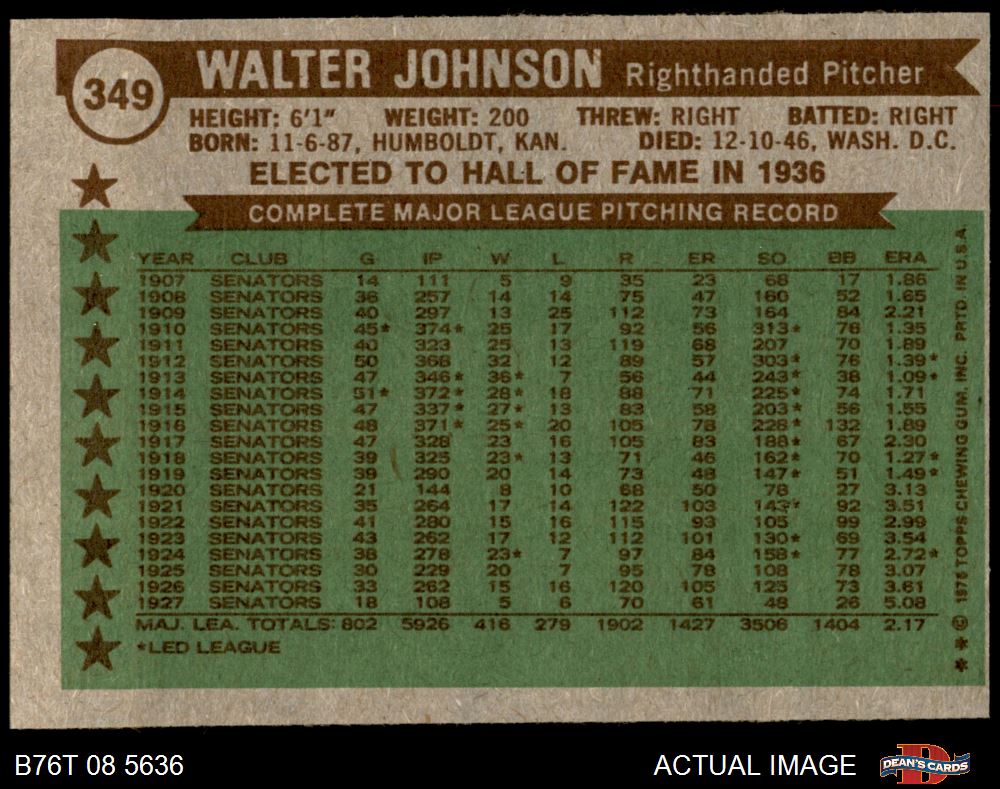 349
WALTER JOHNSON Righthanded Pitcher
HEIGHT: 6'1" WEIGHT: 200 THREW: RIGHT BATTED: RIGHT
BORN: 11-6-87, HUMBOLDT, KAN. DIED: 12-10-46, WASH. D.C.
ELECTED TO HALL OF FAME IN 1936
COMPLETE MAJOR LEAGUE PITCHING RECORD
YEAR CLUB G IP W L R ER SO BB ERA
1907 SENATORS 14 111 5 9 35 23 68 17 1.86
1908 SENATORS 36 257 14 14 75 47 160 52 1.65
1909 SENATORS 40 297 13 25 112 73 164 84 2.21
1910 SENATORS 45* 374* 25 17 92 56 313* 76 1.35
1911 SENATORS 40 323 25 13 119 68 207 70 1.89
1912 SENATORS 50 368 32 12 89 57 303* 76 1.39*
1913 SENATORS 47 346* 36* 7 56 44 243* 38 1.09*
1914 SENATORS 51* 372* 28* 18 88 71 225* 74 1.71
1915 SENATORS 47 337* 27* 13 83 58 203* 56 1.55
1916 SENATORS 48 371* 25* 20 105 78 228* 132 1.89
1917 SENATORS 47 328 23 16 105 83 188* 67 2.30
1918 SENATORS 39 325 23* 13 71 46 162* 70 1.27*
1919 SENATORS 39 290 20 14 73 48 147* 51 1.49*
1920 SENATORS 21 144 8 10 68 50 78 27 3.13
1921 SENATORS 35 264 17 14 122 103 143* 92 3.51
1922 SENATORS 41 280 15 16 115 93 105 99 2.99
1923 SENATORS 43 262 17 12 112 101 130* 69 3.54
1924 SENATORS 38 278 23* 7 97 84 158* 77 2.72*
1925 SENATORS 30 229 20 7 95 78 108 78 3.07
1926 SENATORS 33 262 15 16 120 105 125 73 3.61
1927 SENATORS 18 108 5 6 70 61 48 26 5.08
MAJ. LEA. TOTALS: 802 5926 416 279 1902 1427 3506 1404 2.17
*LED LEAGUE
* * © 1976 TOPPS CHEWING GUM, INC. PRTD. IN U.S.A.
B76T 08 5636
ACTUAL IMAGE
D
DEAN'S CARDS